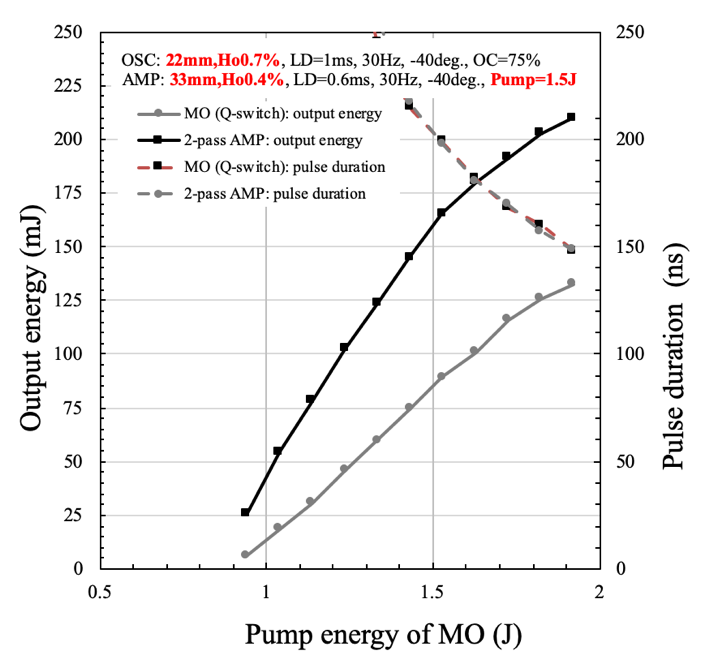 OSC: 22mm,Ho0.7%, LD=1ms, 30Hz, -40deg., OC=75%
AMP: 33mm,Ho0.4%, LD=0.6ms, 30Hz, -40deg., Pump=1.5J
MO (Q-switch): output energy
2-pass AMP: output energy
MO (Q-switch): pulse duration
2-pass AMP: pulse duration
Output energy (mJ)
250
225
200
175
150
125
100
75
50
25
0
0.5
1
1.5
2
Pump energy of MO (J)
250
200
150
100
50
0
Pulse duration (ns)